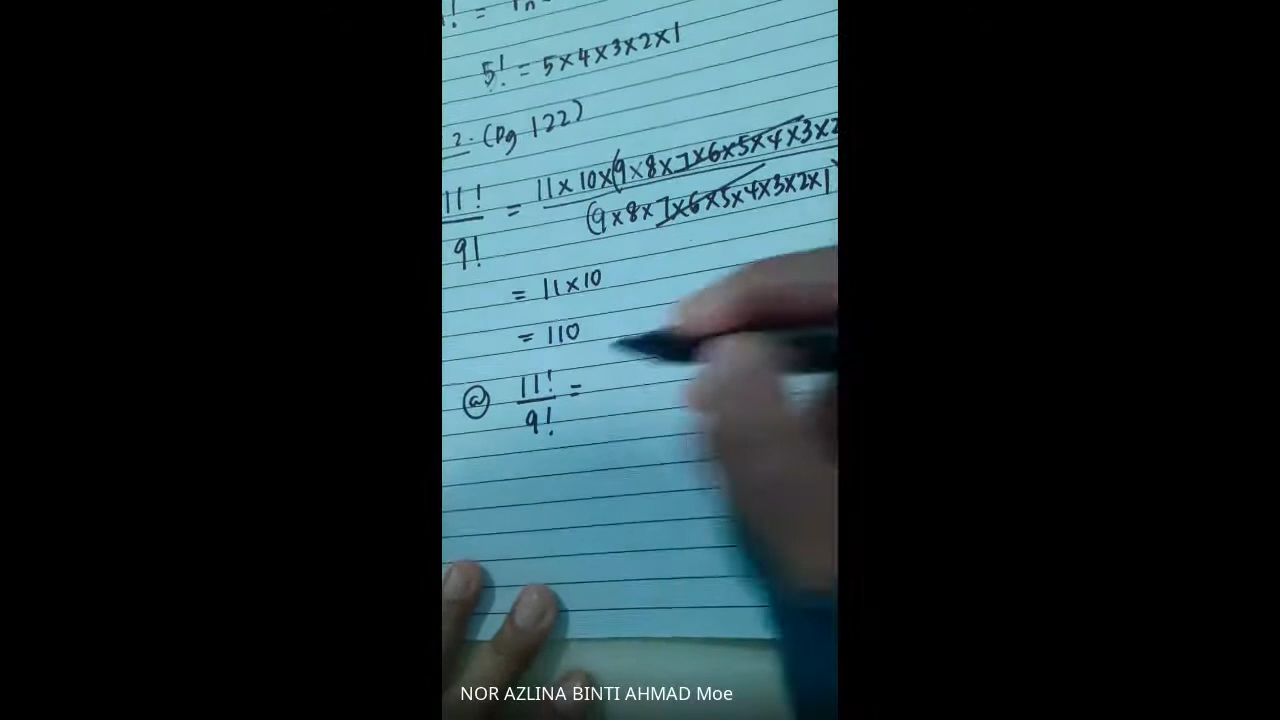 ! =
5! = 5×4×3×2×1
2. (Pg 122)
11! / 9! = 11×10×(9×8×7×6×5×4×3×2 / (9×8×7×6×5×4×3×2×1)
= 11×10
= 110
@ 11! / 9! =
NOR AZLINA BINTI AHMAD Moe